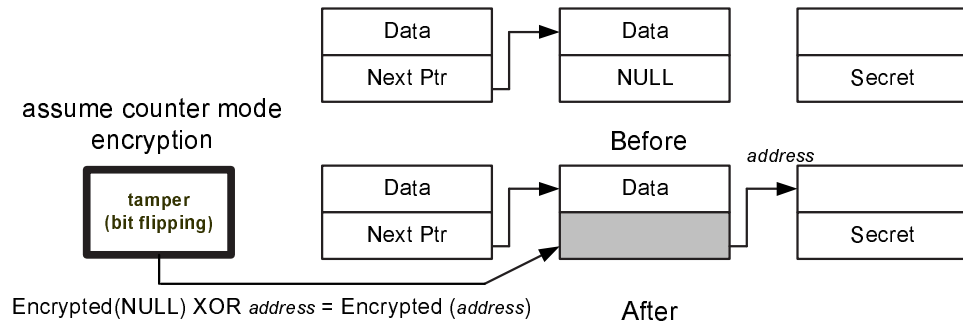 Data
Data
Next Ptr
NULL
Secret
assume counter mode
encryption
Before
address
tamper
(bit flipping)
Data
Data
Next Ptr
Secret
Encrypted(NULL) XOR address = Encrypted (address)
After